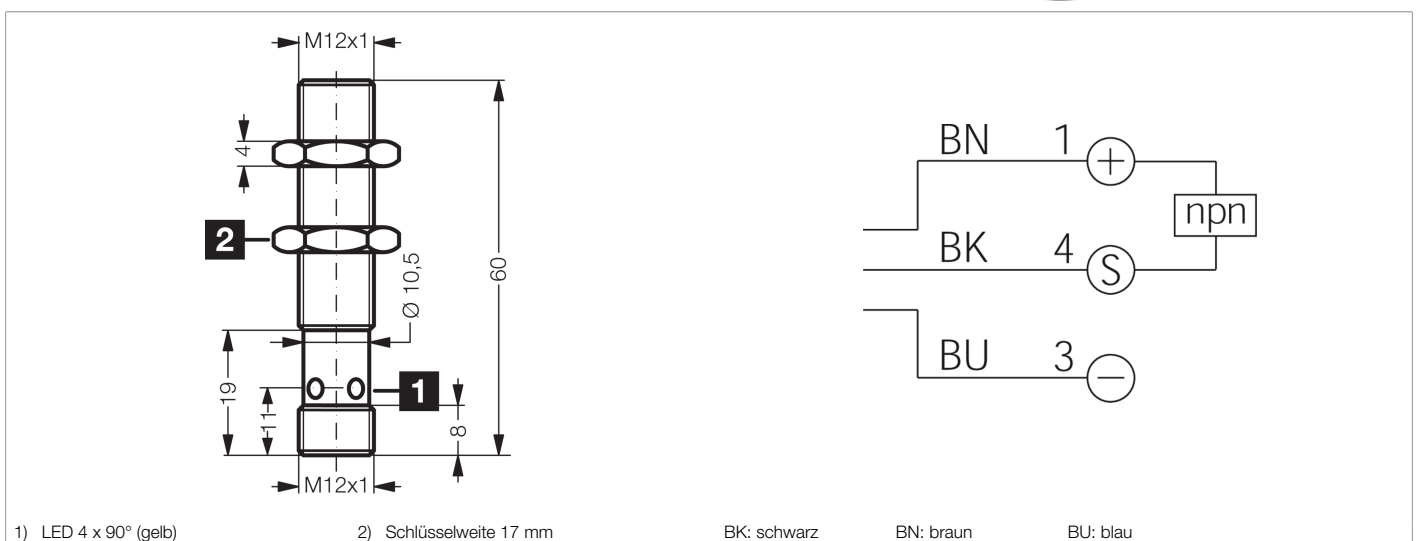 M12x1
4
2
Ø 10,5
60
19
11
1
8
M12x1
BN 1 +
npn
BK 4 S
BU 3 −
1) LED 4 x 90° (gelb) 2) Schlüsselweite 17 mm BK: schwarz BN: braun BU: blau